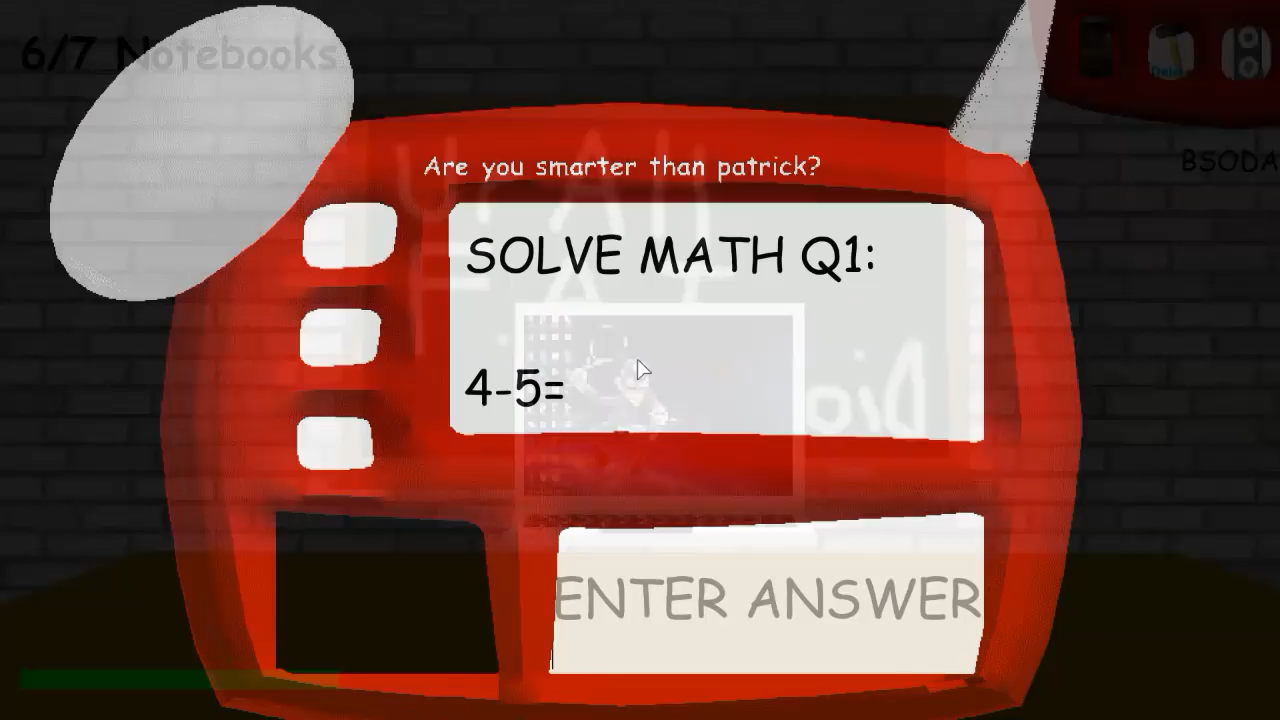 6/7 Notebooks
BSODA
Are you smarter than patrick?
SOLVE MATH Q1:
4-5=
ENTER ANSWER